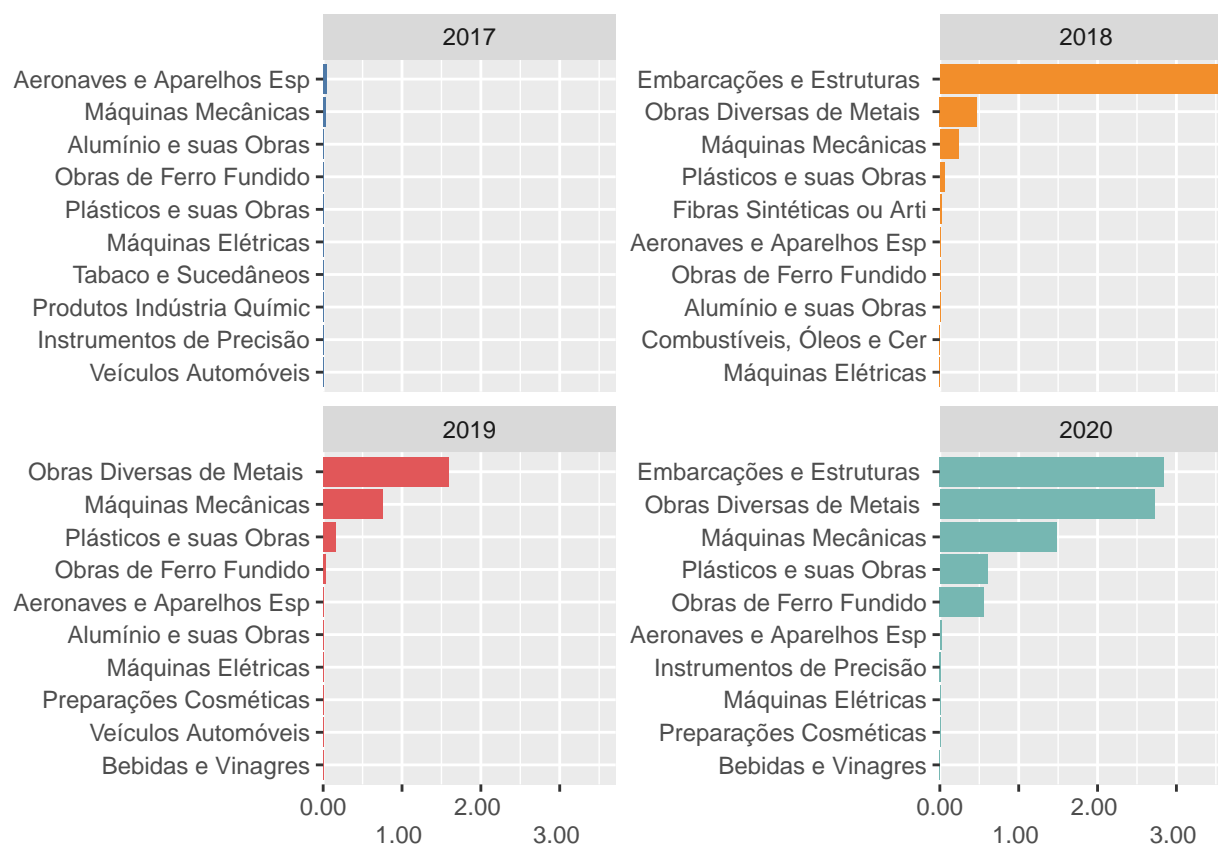 2017
Aeronaves e Aparelhos Esp
Máquinas Mecânicas
Alumínio e suas Obras
Obras de Ferro Fundido
Plásticos e suas Obras
Máquinas Elétricas
Tabaco e Sucedâneos
Produtos Indústria Químic
Instrumentos de Precisão
Veículos Automóveis
2018
Embarcações e Estruturas
Obras Diversas de Metais
Máquinas Mecânicas
Plásticos e suas Obras
Fibras Sintéticas ou Arti
Aeronaves e Aparelhos Esp
Obras de Ferro Fundido
Alumínio e suas Obras
Combustíveis, Óleos e Cer
Máquinas Elétricas
2019
Obras Diversas de Metais
Máquinas Mecânicas
Plásticos e suas Obras
Obras de Ferro Fundido
Aeronaves e Aparelhos Esp
Alumínio e suas Obras
Máquinas Elétricas
Preparações Cosméticas
Veículos Automóveis
Bebidas e Vinagres
0.00 2.00
1.00 3.00
2020
Embarcações e Estruturas
Obras Diversas de Metais
Máquinas Mecânicas
Plásticos e suas Obras
Obras de Ferro Fundido
Aeronaves e Aparelhos Esp
Instrumentos de Precisão
Máquinas Elétricas
Preparações Cosméticas
Bebidas e Vinagres
0.00 2.00
1.00 3.00